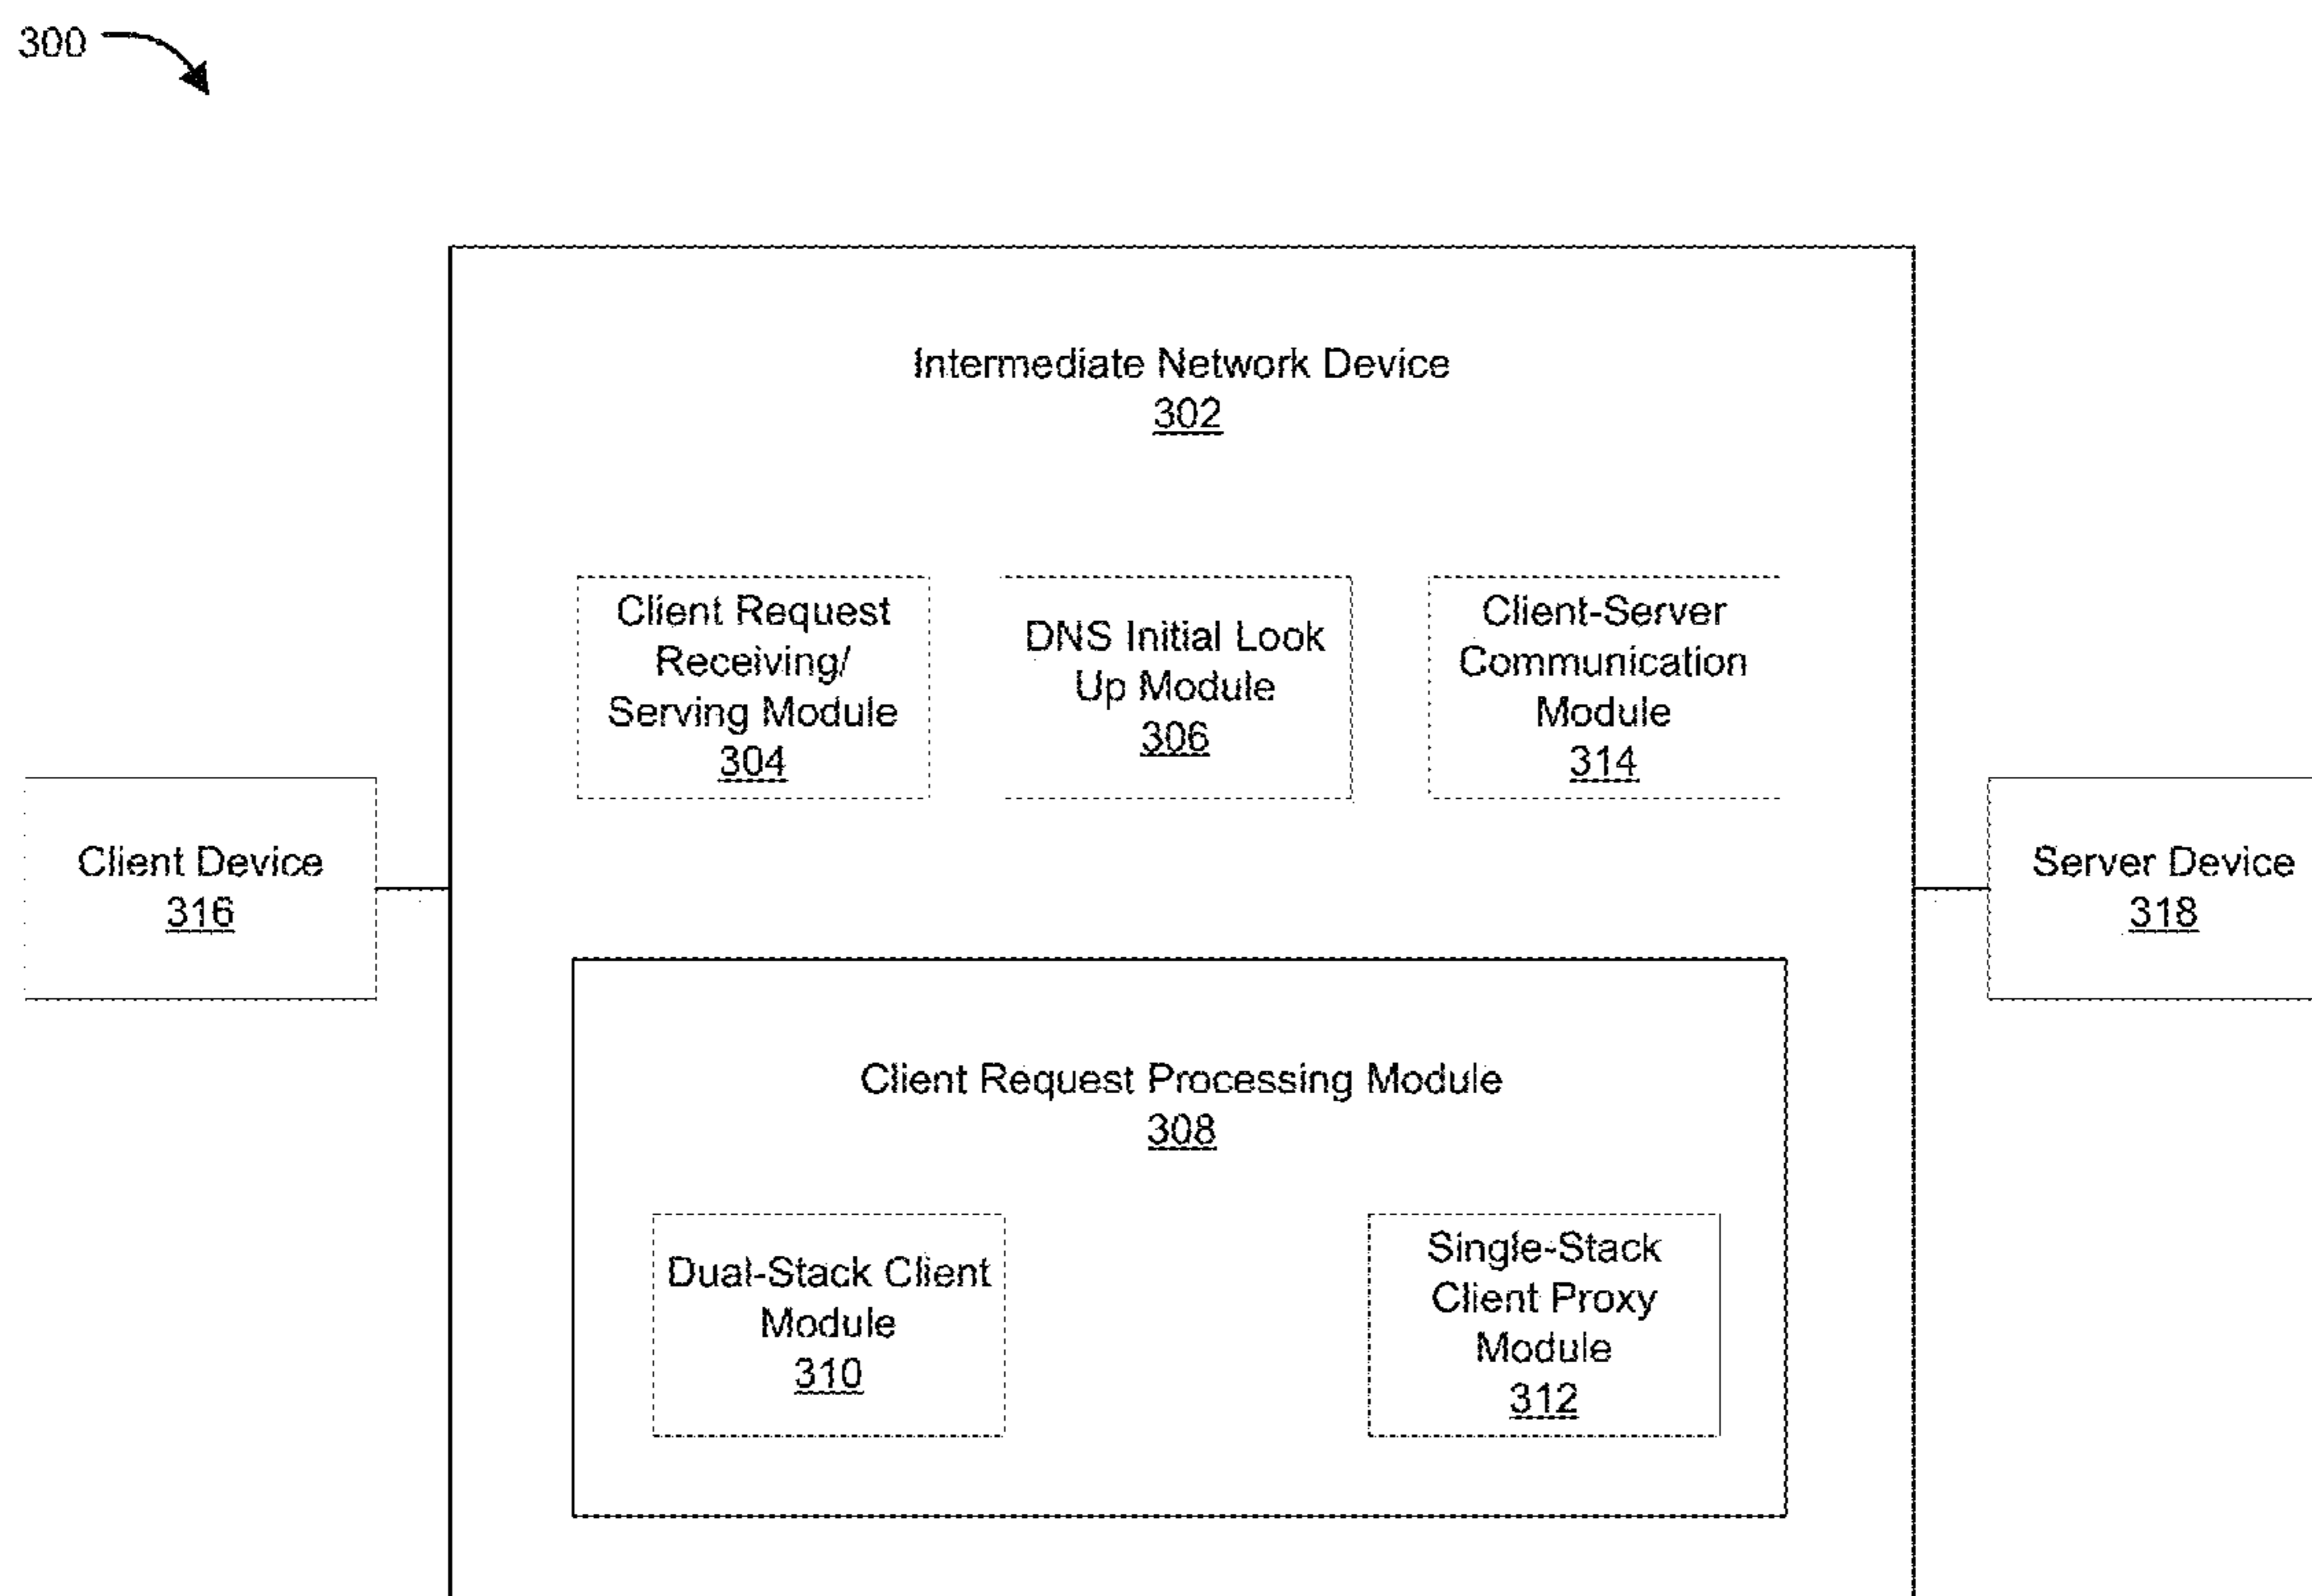 300
Intermediate Network Device
302
Client Request
Receiving/
Serving Module
304
DNS Initial Look
Up Module
306
Client-Server
Communication
Module
314
Client Device
316
Server Device
318
Client Request Processing Module
308
Dual-Stack Client
Module
310
Single-Stack
Client Proxy
Module
312